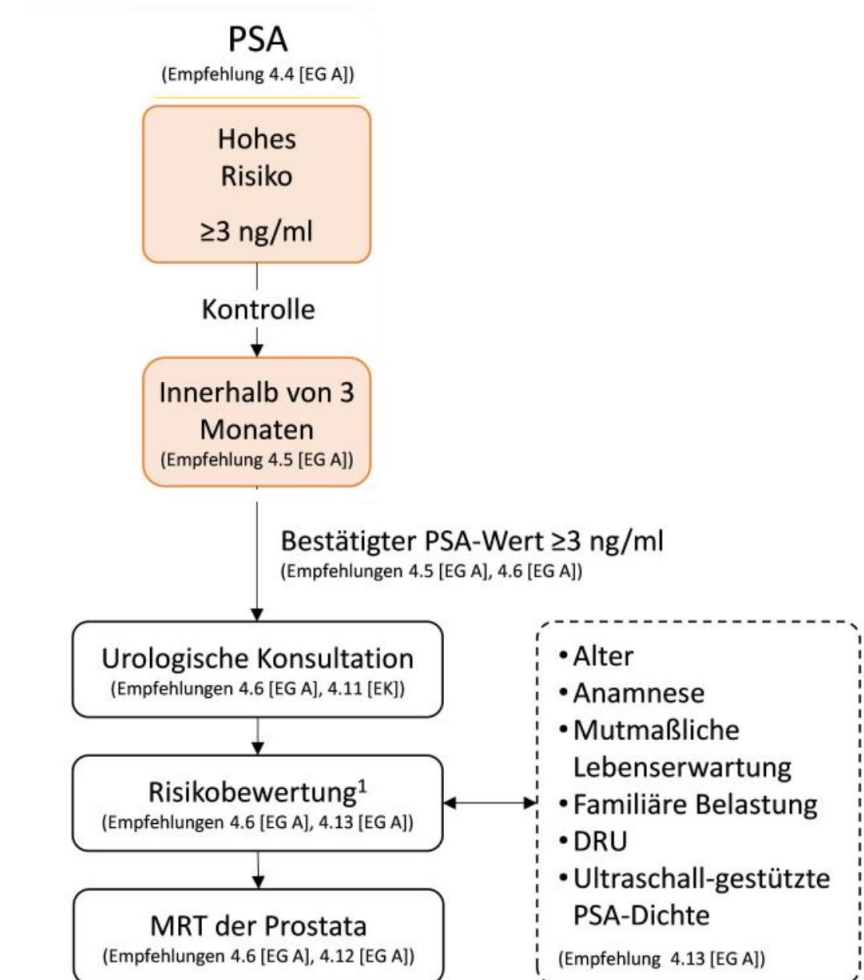 PSA
(Empfehlung 4.4 [EG A])
Hohes
Risiko
≥3 ng/ml
Kontrolle
Innerhalb von 3
Monaten
(Empfehlung 4.5 [EG A])
Bestätigter PSA-Wert ≥3 ng/ml
(Empfehlungen 4.5 [EG A], 4.6 [EG A])
Urologische Konsultation
(Empfehlungen 4.6 [EG A], 4.11 [EK])
Risikobewertung¹
(Empfehlungen 4.6 [EG A], 4.13 [EG A])
MRT der Prostata
(Empfehlungen 4.6 [EG A], 4.12 [EG A])
• Alter
• Anamnese
• Mutmaßliche
Lebenserwartung
• Familiäre Belastung
• DRU
• Ultraschall-gestützte
PSA-Dichte
(Empfehlung 4.13 [EG A])